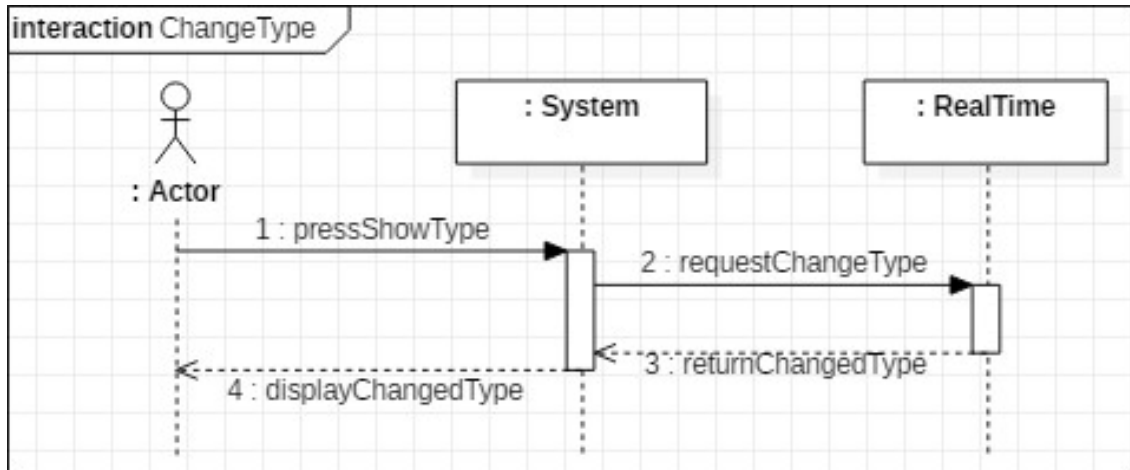 interaction ChangeType
: System
: RealTime
: Actor
1 : pressShowType
2 : requestChangeType
3 : returnChangedType
4 : displayChangedType